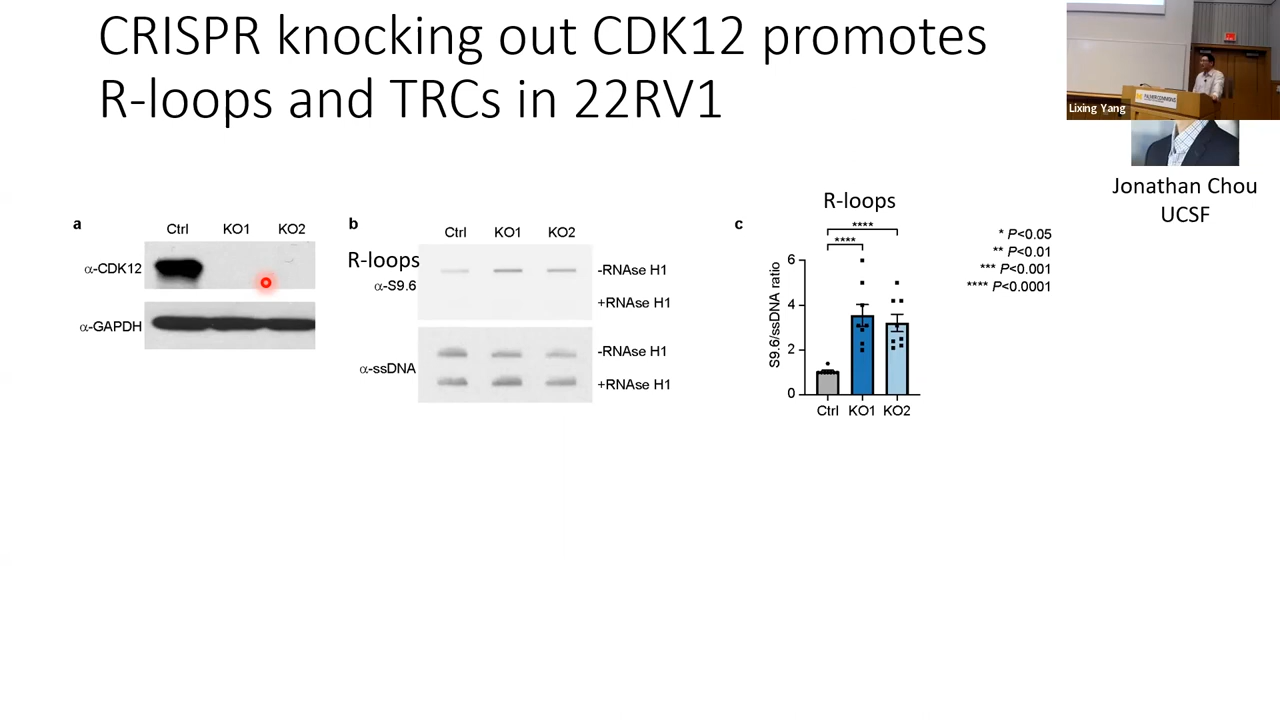 CRISPR knocking out CDK12 promotes
R-loops and TRCs in 22RV1
Lixing Yang
Jonathan Chou
UCSF
a
Ctrl KO1 KO2
α-CDK12
α-GAPDH
b
Ctrl KO1 KO2
R-loops
α-S9.6
-RNAse H1
+RNAse H1
α-ssDNA
-RNAse H1
+RNAse H1
c
R-loops
**** 
****
S9.6/ssDNA ratio
6
4
2
0
Ctrl KO1 KO2
* P<0.05
** P<0.01
*** P<0.001
**** P<0.0001